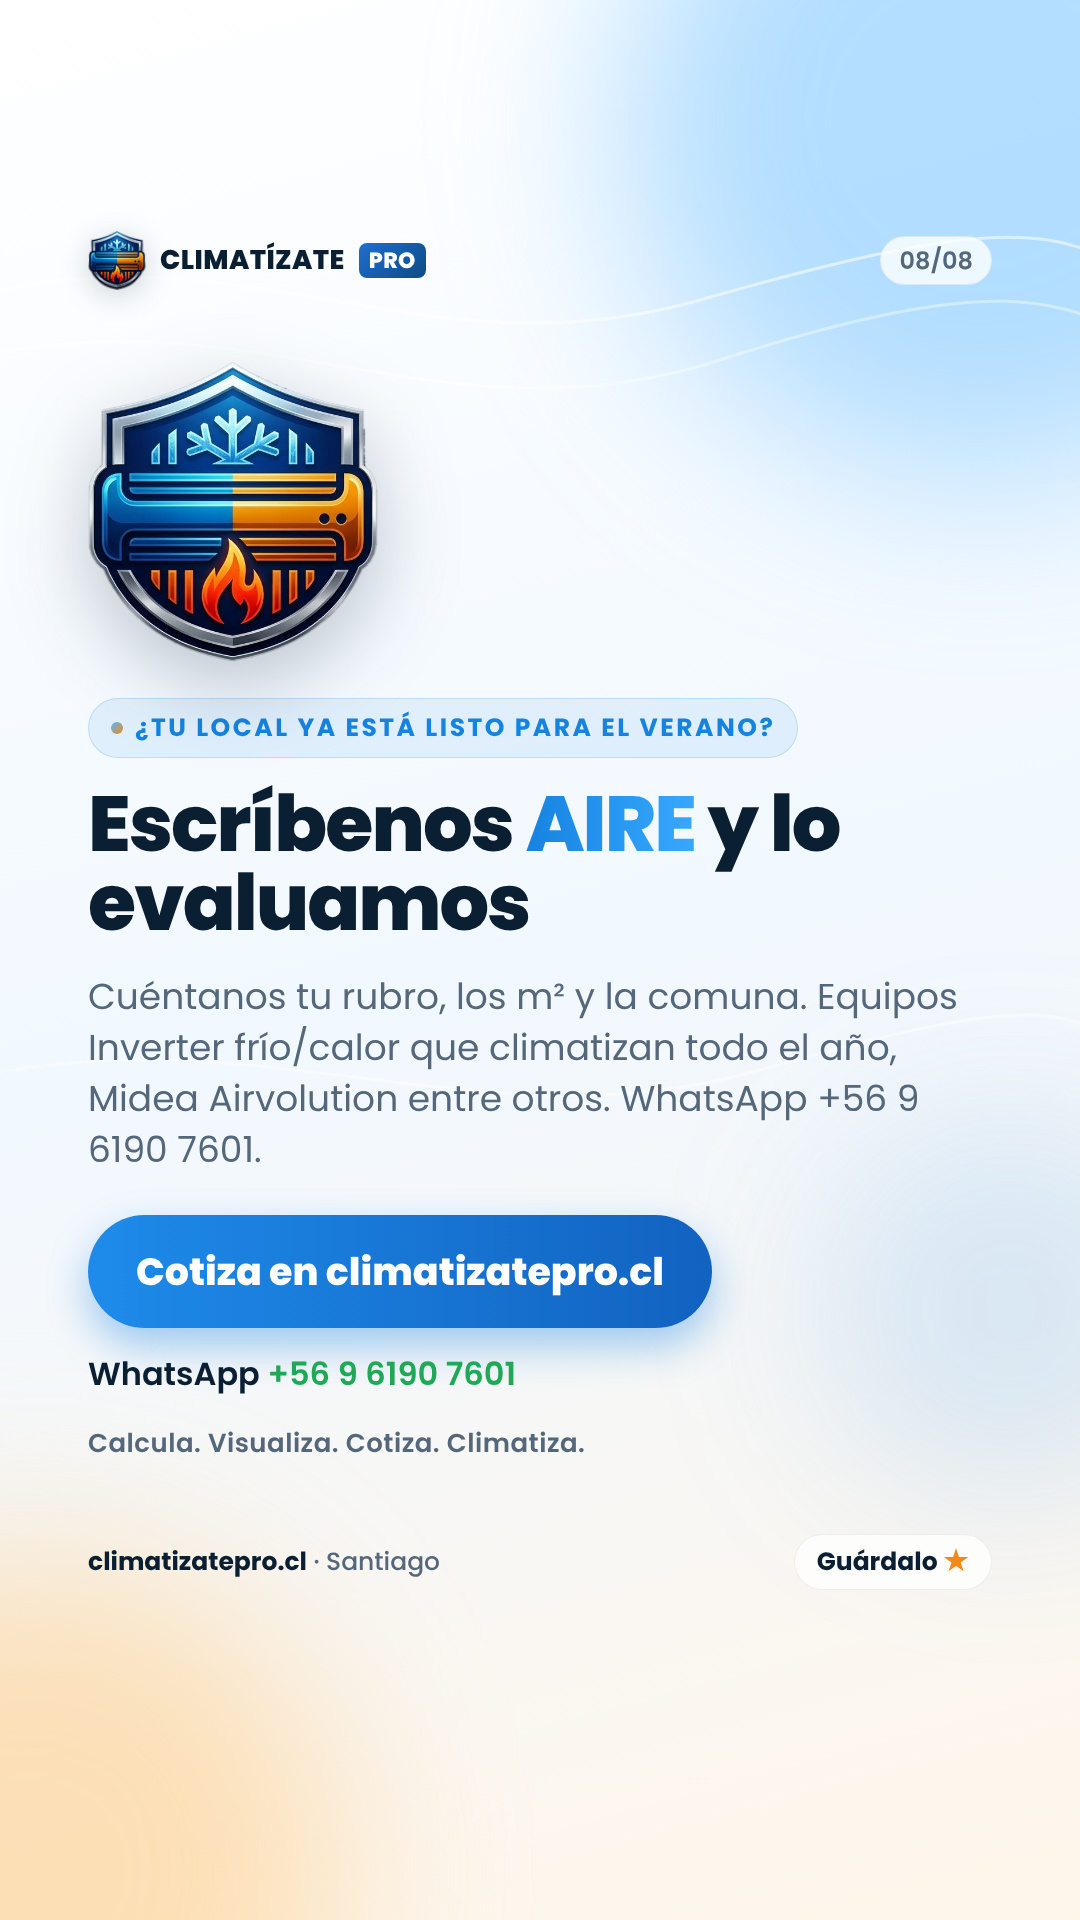 CLIMATÍZATE PRO
08/08
¿TU LOCAL YA ESTÁ LISTO PARA EL VERANO?
Escríbenos AIRE y lo
evaluamos
Cuéntanos tu rubro, los m² y la comuna. Equipos
Inverter frío/calor que climatizan todo el año,
Midea Airvolution entre otros. WhatsApp +56 9
6190 7601.
Cotiza en climatizatepro.cl
WhatsApp +56 9 6190 7601
Calcula. Visualiza. Cotiza. Climatiza.
climatizatepro.cl · Santiago
Guárdalo ★